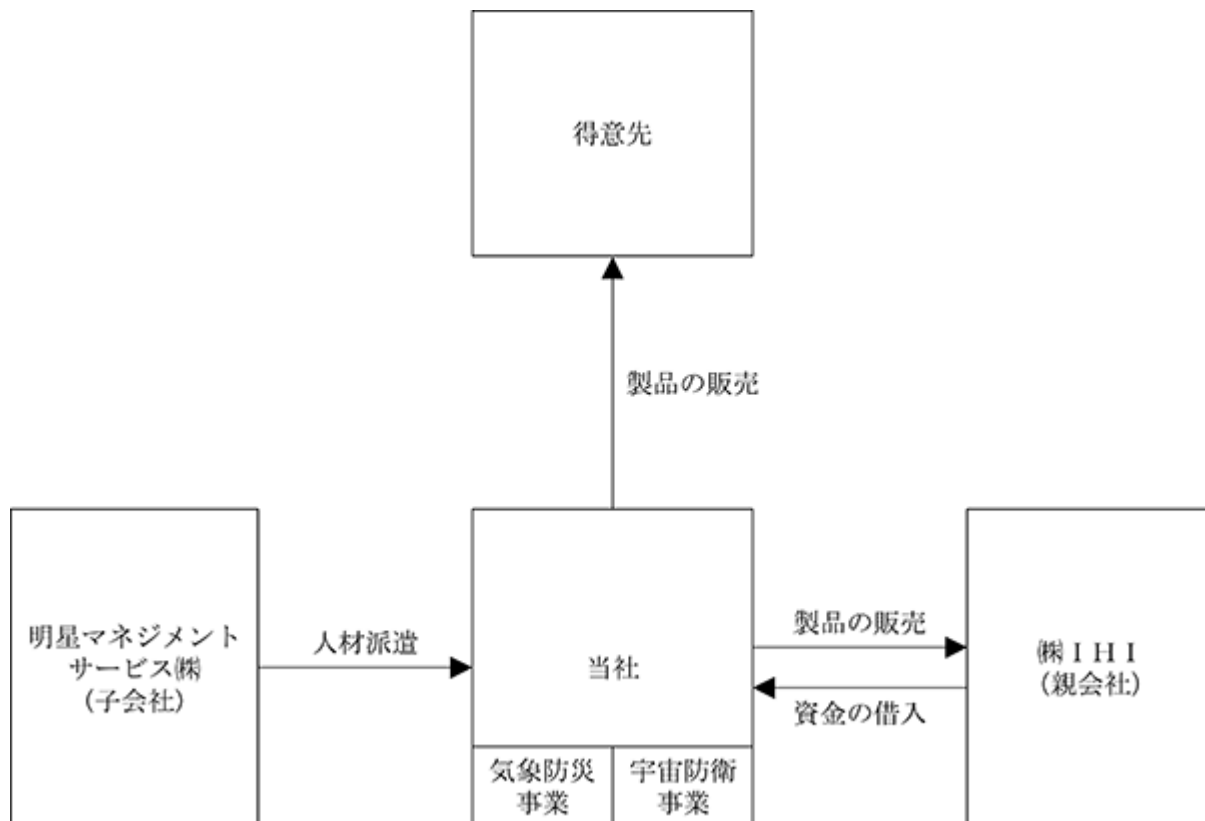 得意先
製品の販売
明星マネジメント
サービス㈱
(子会社)
人材派遣
当社
製品の販売
資金の借入
㈱ＩＨＩ
(親会社)
気象防災
事業
宇宙防衛
事業